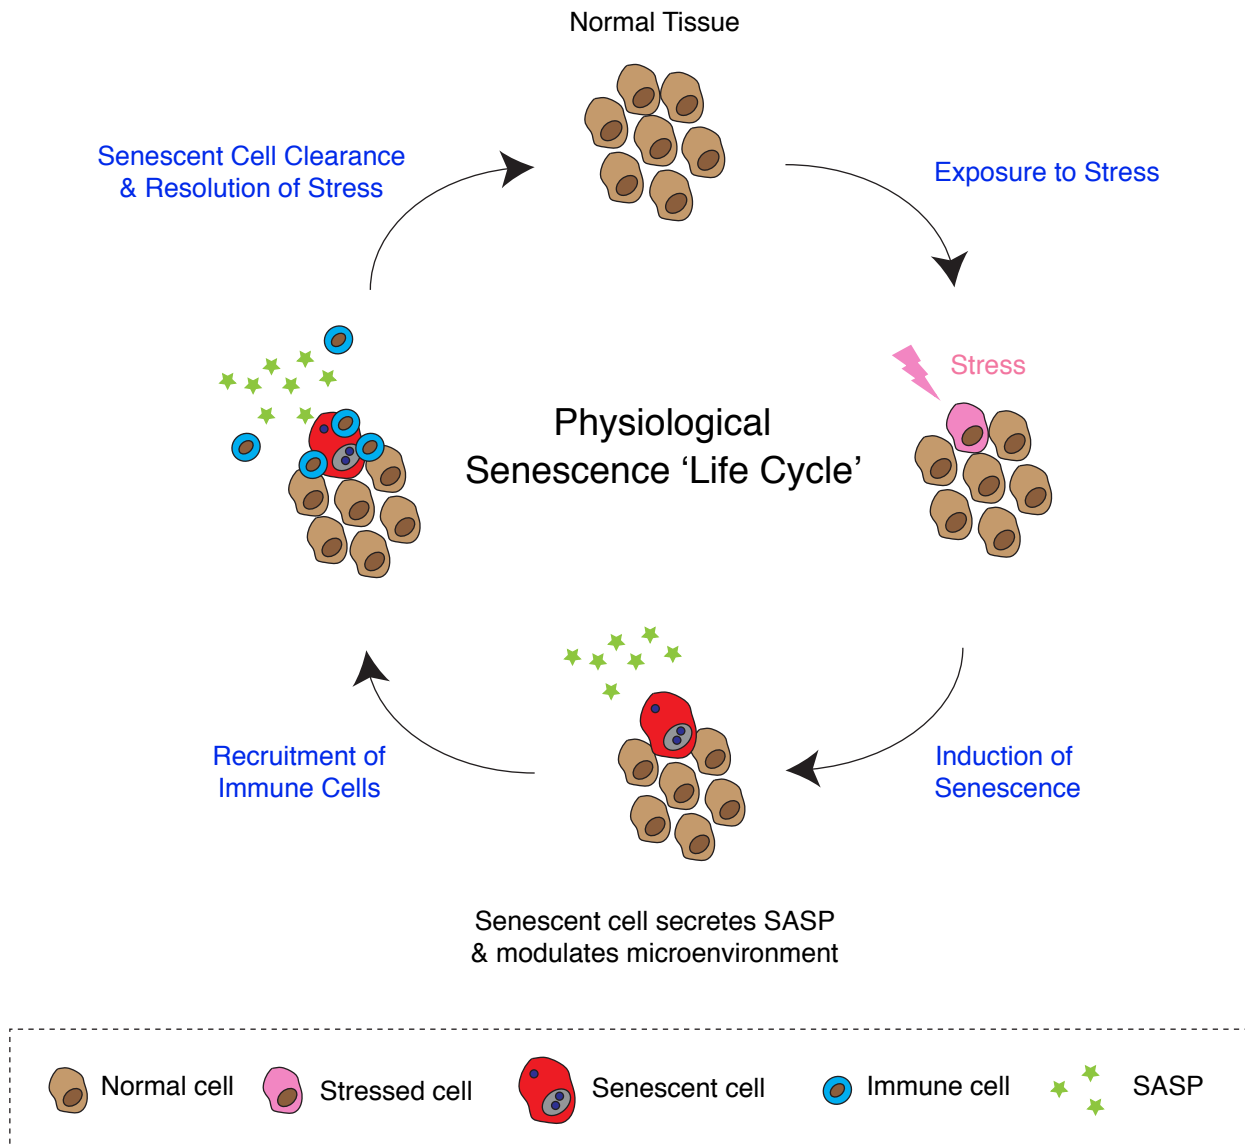 Normal Tissue
Senescent Cell Clearance
& Resolution of Stress
Exposure to Stress
Stress
Physiological
Senescence ‘Life Cycle’
Recruitment of
Immune Cells
Induction of
Senescence
Senescent cell secretes SASP
& modulates microenvironment
Normal cell
Stressed cell
Senescent cell
Immune cell
SASP